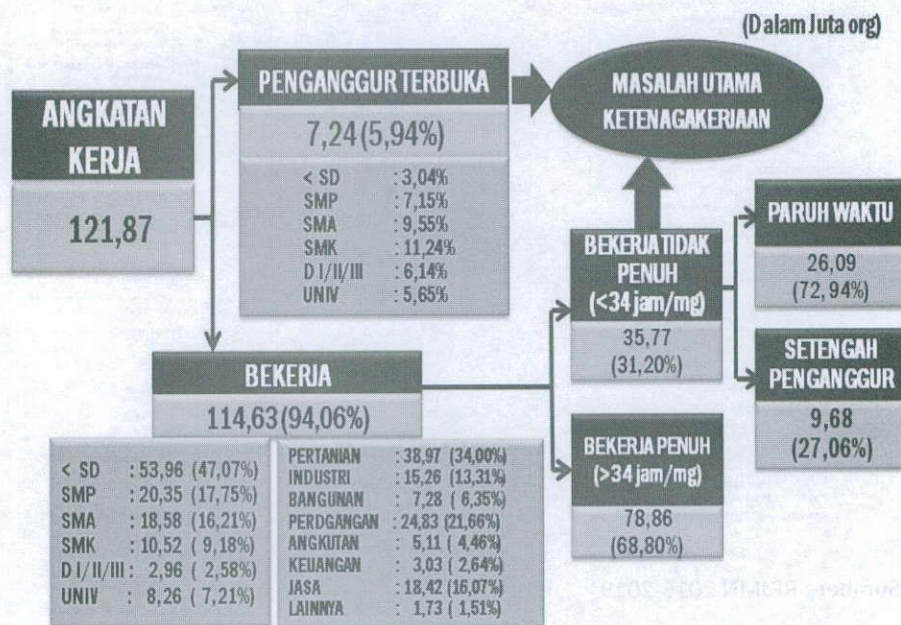 (Dalam Juta org)
ANGKATAN
KERJA
121,87
PENGANGGUR TERBUKA
7,24 (5,94%)
< SD : 3,04%
SMP : 7,15%
SMA : 9,55%
SMK : 11,24%
D I/II/III : 6,14%
UNIV : 5,65%
MASALAH UTAMA
KETENAGAKERJAAN
BEKERJA
114,63 (94,06%)
< SD : 53,96 (47,07%)
SMP : 20,35 (17,75%)
SMA : 18,58 (16,21%)
SMK : 10,52 ( 9,18%)
D I/II/III : 2,96 ( 2,58%)
UNIV : 8,26 ( 7,21%)
PERTANIAN : 38,97 (34,00%)
INDUSTRI : 15,26 (13,31%)
BANGUNAN : 7,28 ( 6,35%)
PERDGANGAN : 24,83 (21,66%)
ANGKUTAN : 5,11 ( 4,46%)
KEUANGAN : 3,03 ( 2,64%)
JASA : 18,42 (16,07%)
LAINNYA : 1,73 ( 1,51%)
BEKERJA TIDAK
PENUH
(<34 jam/mg)
35,77
(31,20%)
BEKERJA PENUH
(>34 jam/mg)
78,86
(68,80%)
PARUH WAKTU
26,09
(72,94%)
SETENGAH
PENGANGGUR
9,68
(27,06%)